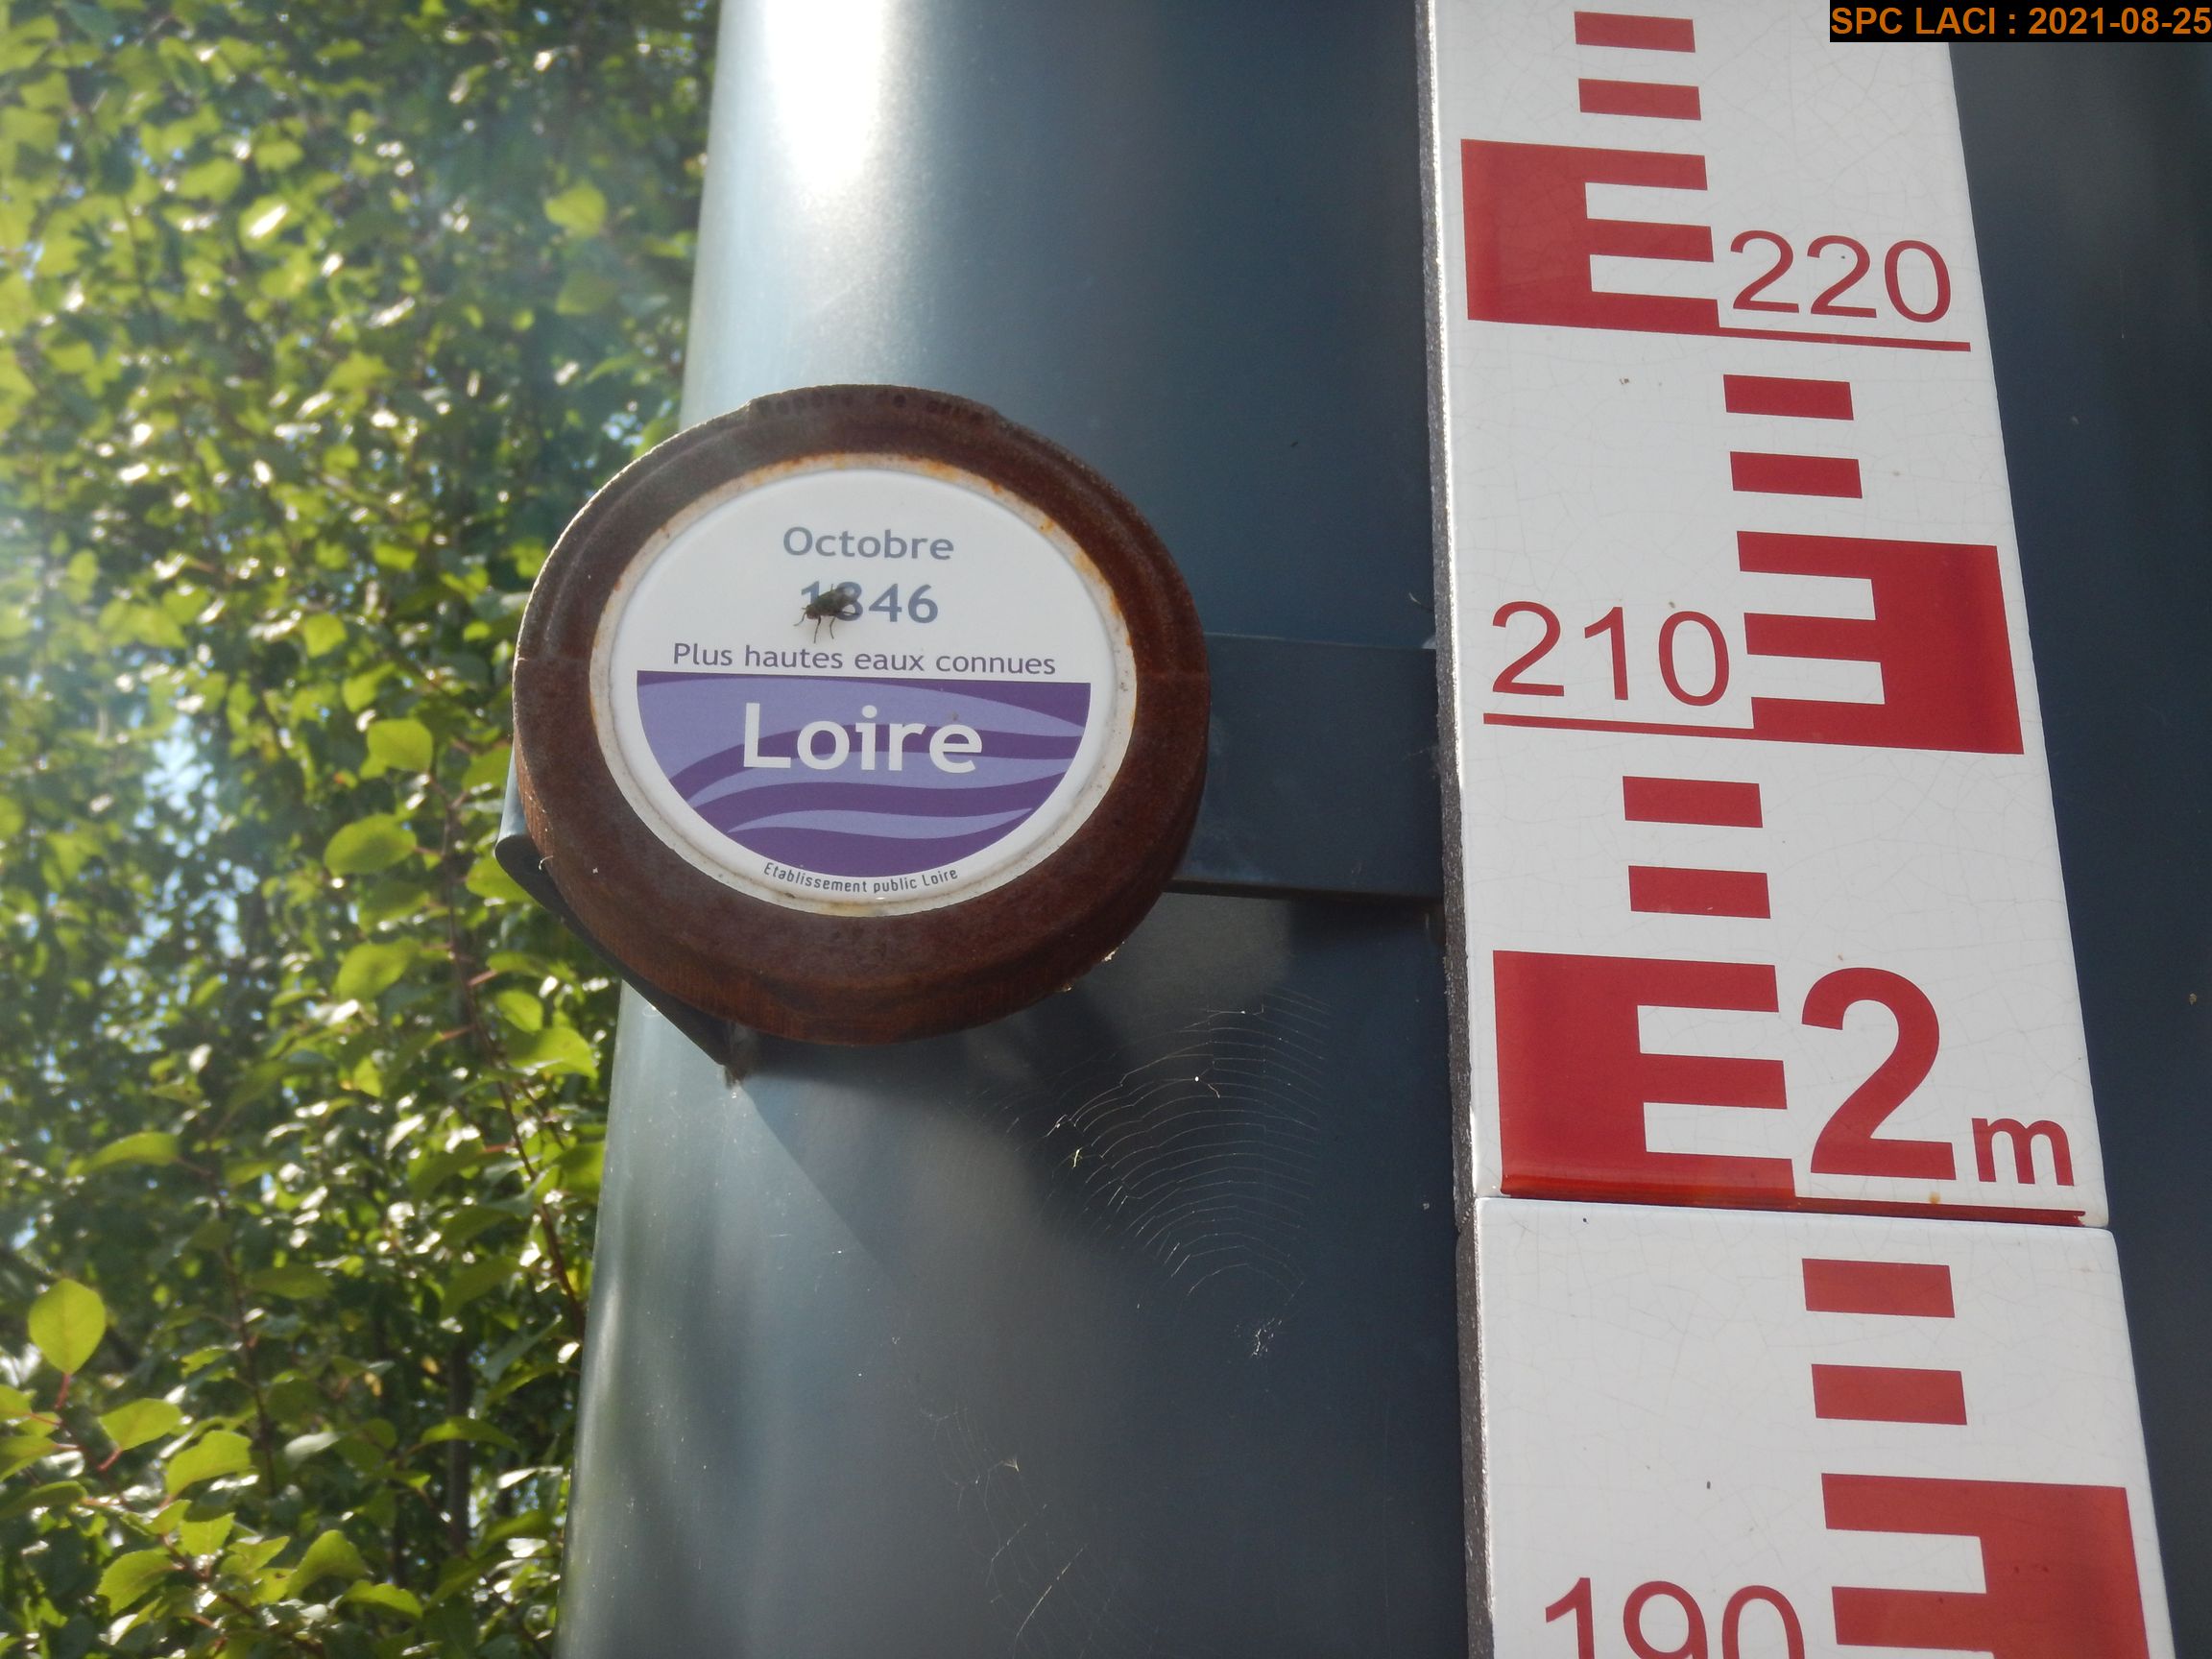 SPC LACI : 2021-08-25
220
Octobre
1846
Plus hautes eaux connues
Loire
Etablissement public Loire
210
2m
190